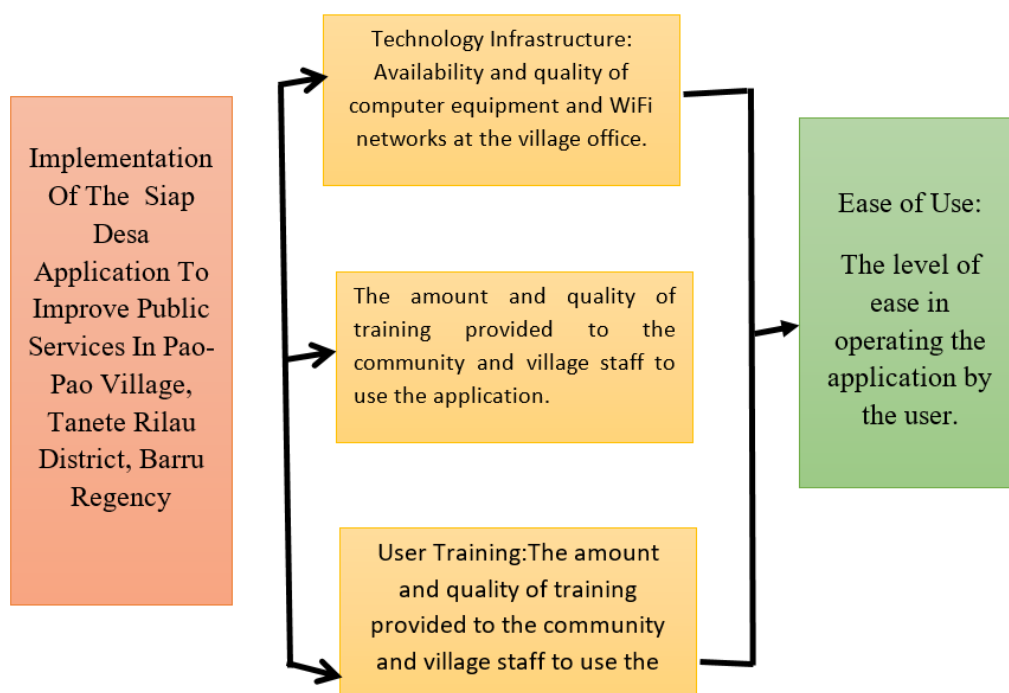 Implementation
Of The Siap
Desa
Application To
Improve Public
Services In Pao-
Pao Village,
Tanete Rilau
District, Barru
Regency
Technology Infrastructure:
Availability and quality of
computer equipment and WiFi
networks at the village office.
The amount and quality of
training provided to the
community and village staff to
use the application.
User Training:The amount
and quality of training
provided to the community
and village staff to use the
Ease of Use:
The level of
ease in
operating the
application by
the user.